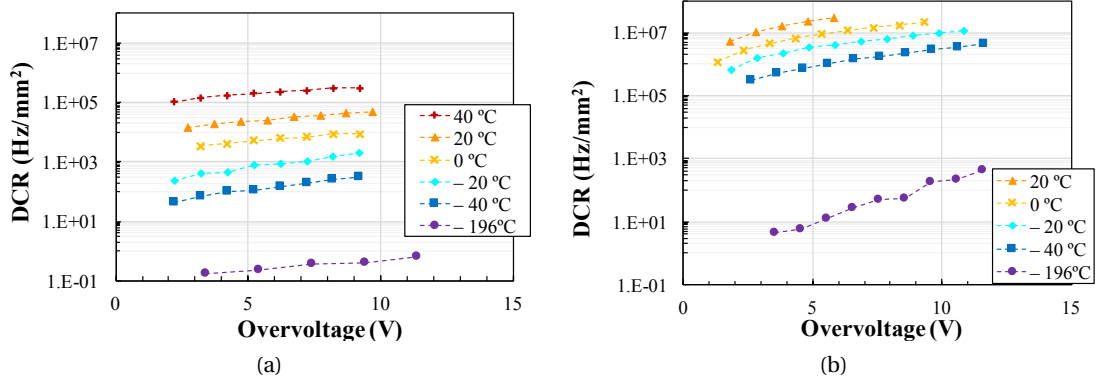 1.E+07
1.E+05
1.E+03
1.E+01
1.E-01
DCR (Hz/mm²)
0
5
10
15
Overvoltage (V)
40 ºC
20 ºC
0 ºC
– 20 ºC
– 40 ºC
– 196ºC
(a)
1.E+07
1.E+05
1.E+03
1.E+01
1.E-01
DCR (Hz/mm²)
0
5
10
15
Overvoltage (V)
20 ºC
0 ºC
– 20 ºC
– 40 ºC
– 196ºC
(b)